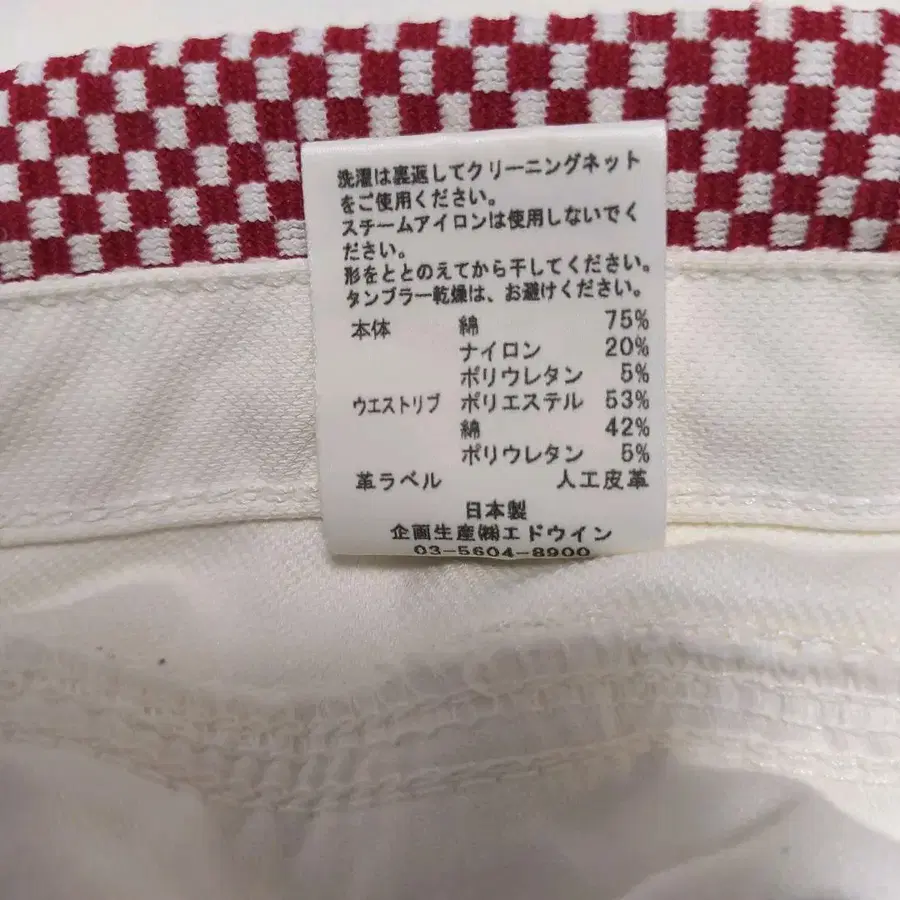 洗濯は裏返してクリーニングネット
をご使用ください。
スチームアイロンは使用しないでく
ださい。
形をととのえてから干してください。
タンブラー乾燥は、お避けください。
本体 綿 75%
ナイロン 20%
ポリウレタン 5%
ウエストリブ ポリエステル 53%
綿 42%
ポリウレタン 5%
革ラベル 人工皮革
日本製
企画生産㈱エドウイン
03-5604-8900